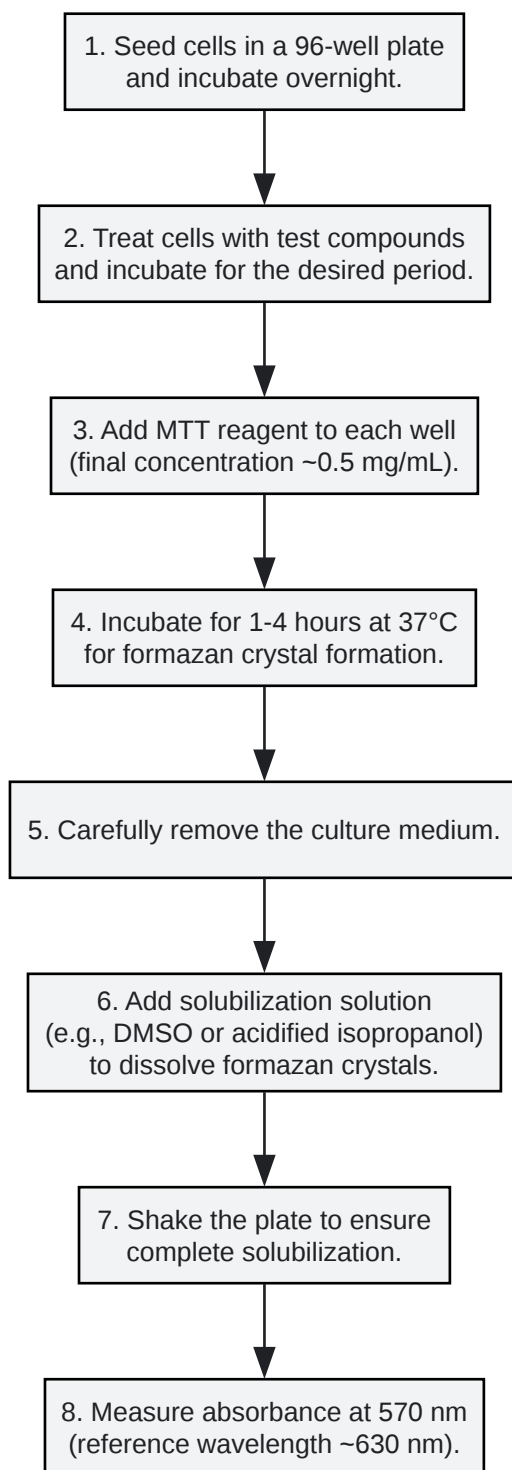 1. Seed cells in a 96-well plate
and incubate overnight.
2. Treat cells with test compounds
and incubate for the desired period.
3. Add MTT reagent to each well
(final concentration ~0.5 mg/mL).
4. Incubate for 1-4 hours at 37°C
for formazan crystal formation.
5. Carefully remove the culture medium.
6. Add solubilization solution
(e.g., DMSO or acidified isopropanol)
to dissolve formazan crystals.
7. Shake the plate to ensure
complete solubilization.
8. Measure absorbance at 570 nm
(reference wavelength ~630 nm).